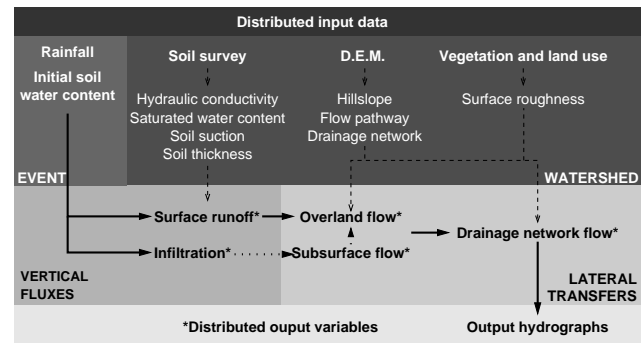 Distributed input data
Rainfall
Initial soil
water content
Soil survey
Hydraulic conductivity
Saturated water content
Soil suction
Soil thickness
D.E.M.
Hillslope
Flow pathway
Drainage network
Vegetation and land use
Surface roughness
EVENT
WATERSHED
Surface runoff*
Overland flow*
Drainage network flow*
Infiltration*
Subsurface flow*
VERTICAL
FLUXES
LATERAL
TRANSFERS
*Distributed ouput variables
Output hydrographs